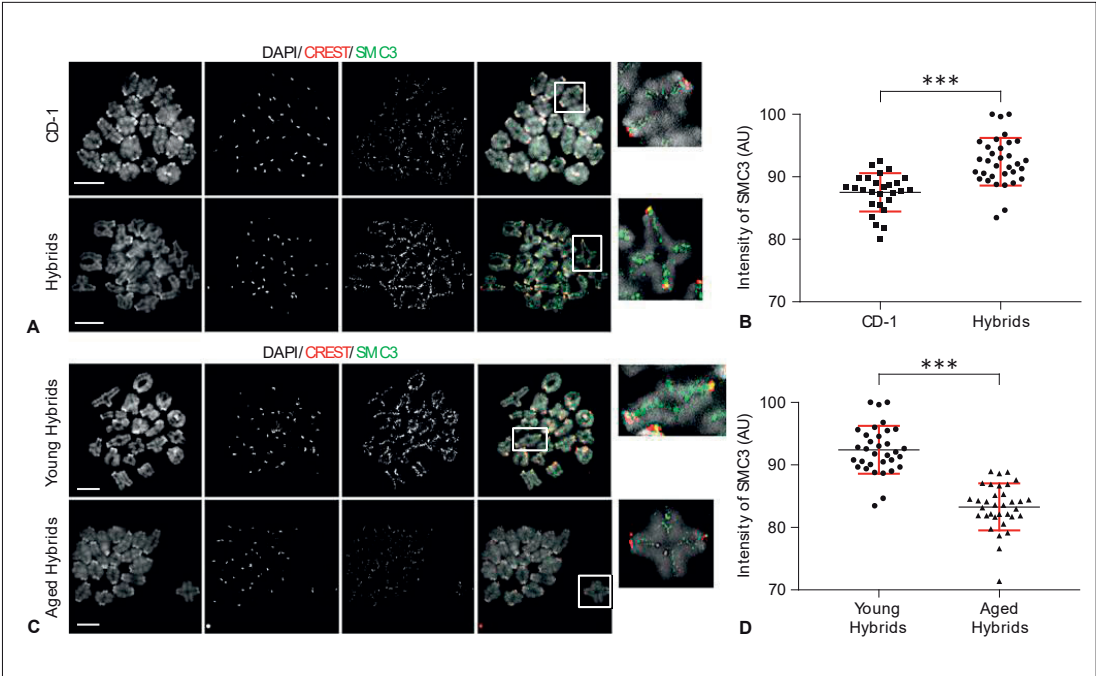 DAPI/CREST/SMC3
CD-1
Hybrids
A
***
Intensity of SMC3 (AU)
100
90
80
70
CD-1
Hybrids
B
DAPI/CREST/SMC3
Young Hybrids
Aged Hybrids
C
***
Intensity of SMC3 (AU)
100
90
80
70
Young
Hybrids
Aged
Hybrids
D